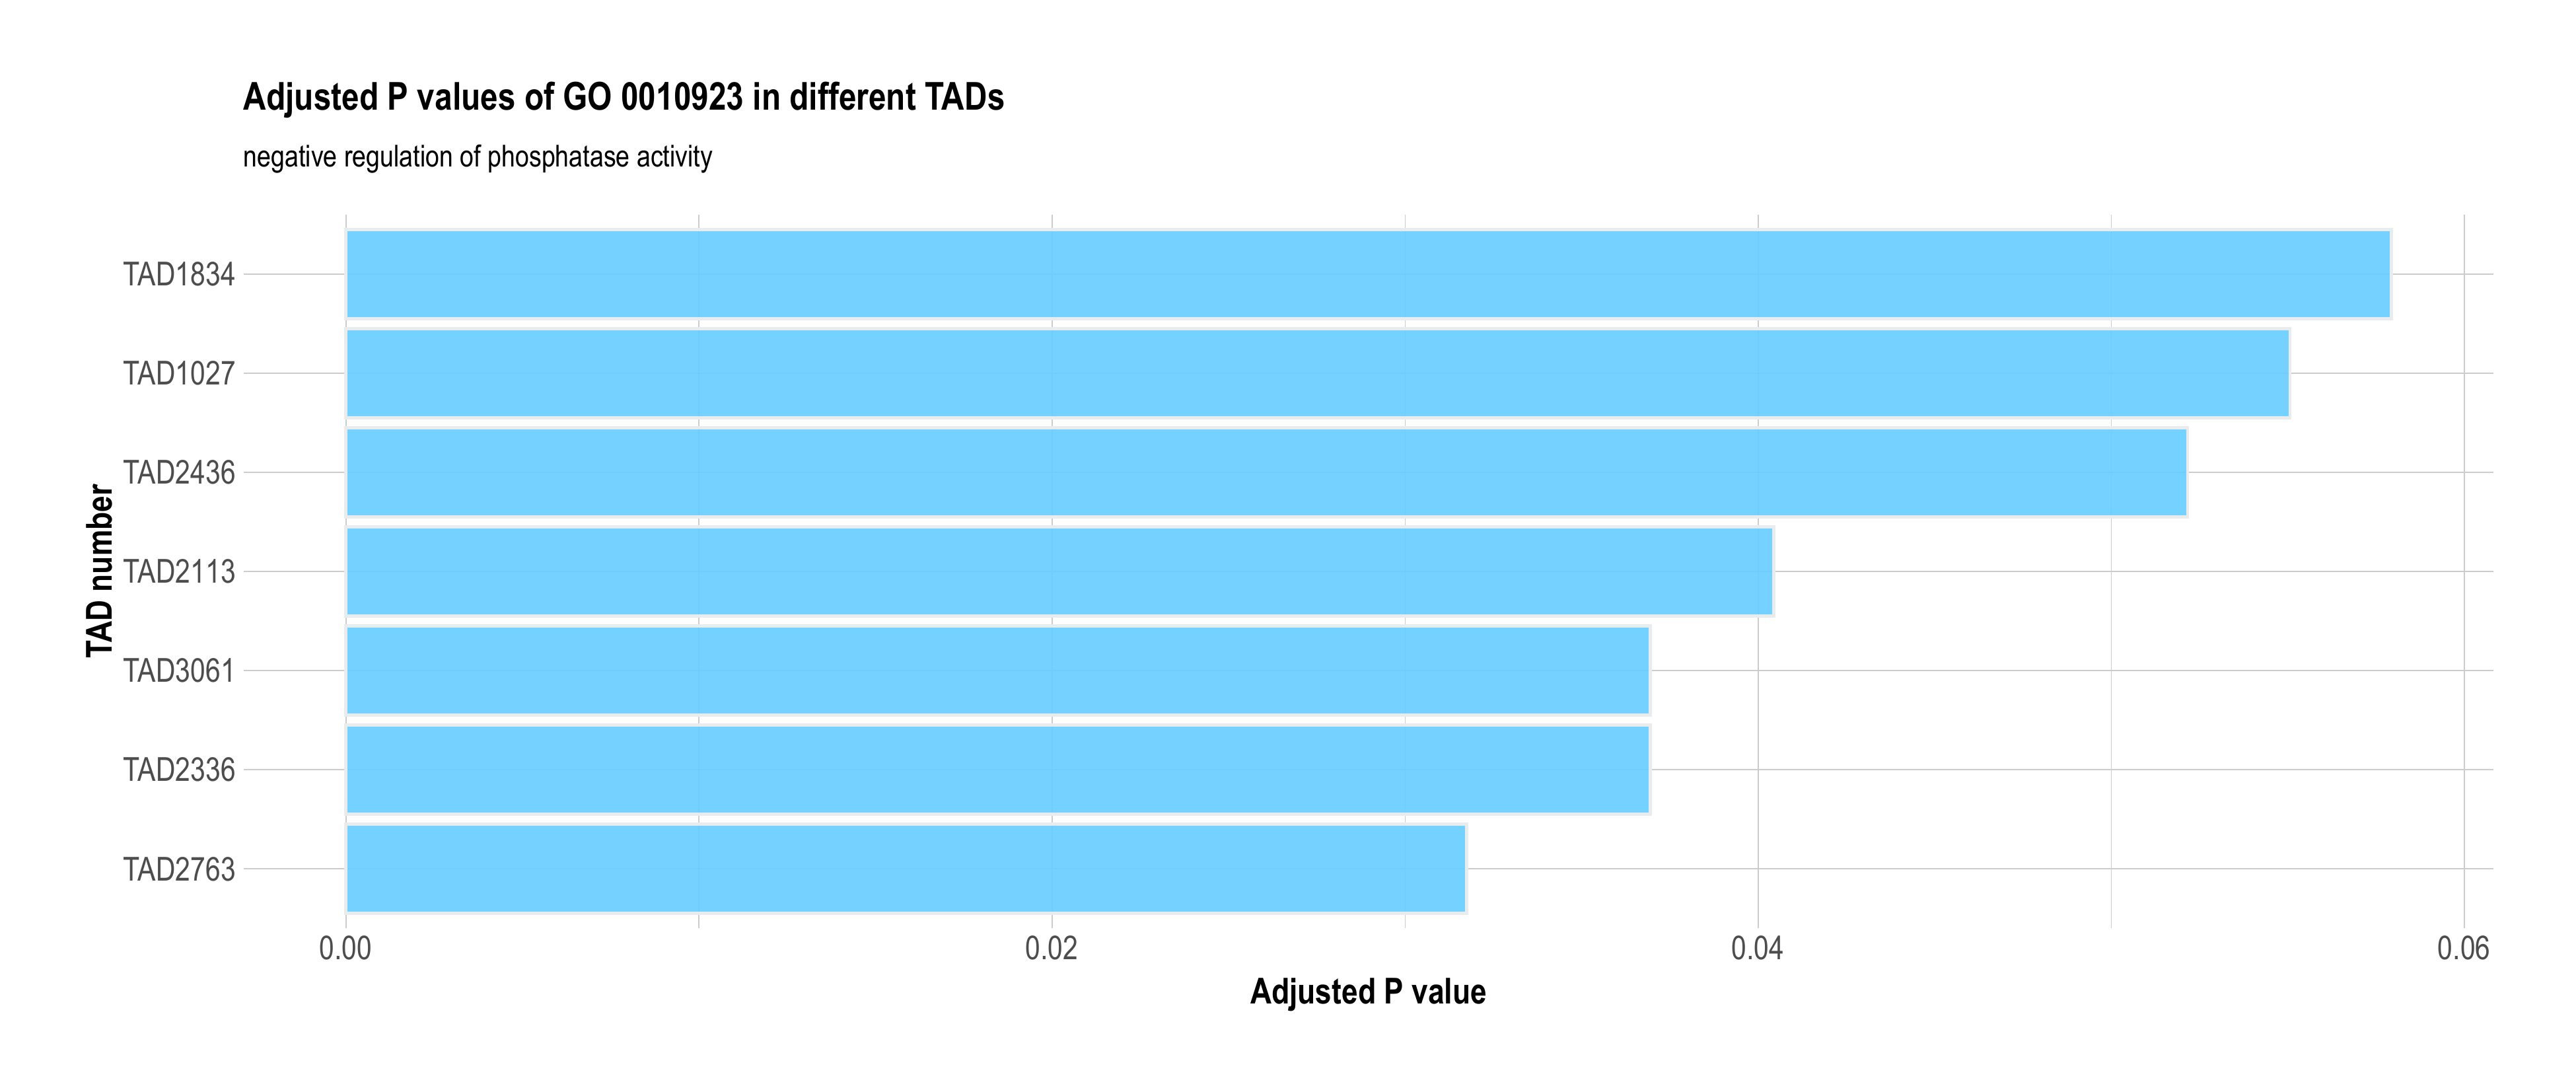 Adjusted P values of GO 0010923 in different TADs
negative regulation of phosphatase activity
TAD number
TAD1834
TAD1027
TAD2436
TAD2113
TAD3061
TAD2336
TAD2763
0.00 0.02 0.04 0.06
Adjusted P value